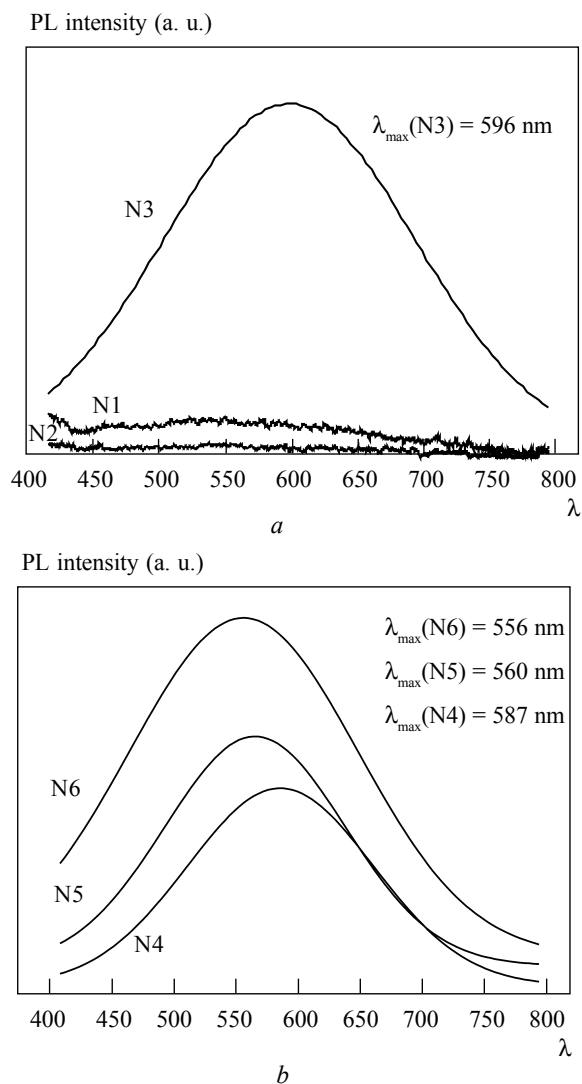 PL intensity (a. u.)
λmax(N3) = 596 nm
N3
N1
N2
400 450 500 550 600 650 700 750 800
λ
a
PL intensity (a. u.)
λmax(N6) = 556 nm
λmax(N5) = 560 nm
λmax(N4) = 587 nm
N6
N5
N4
400 450 500 550 600 650 700 750 800
λ
b